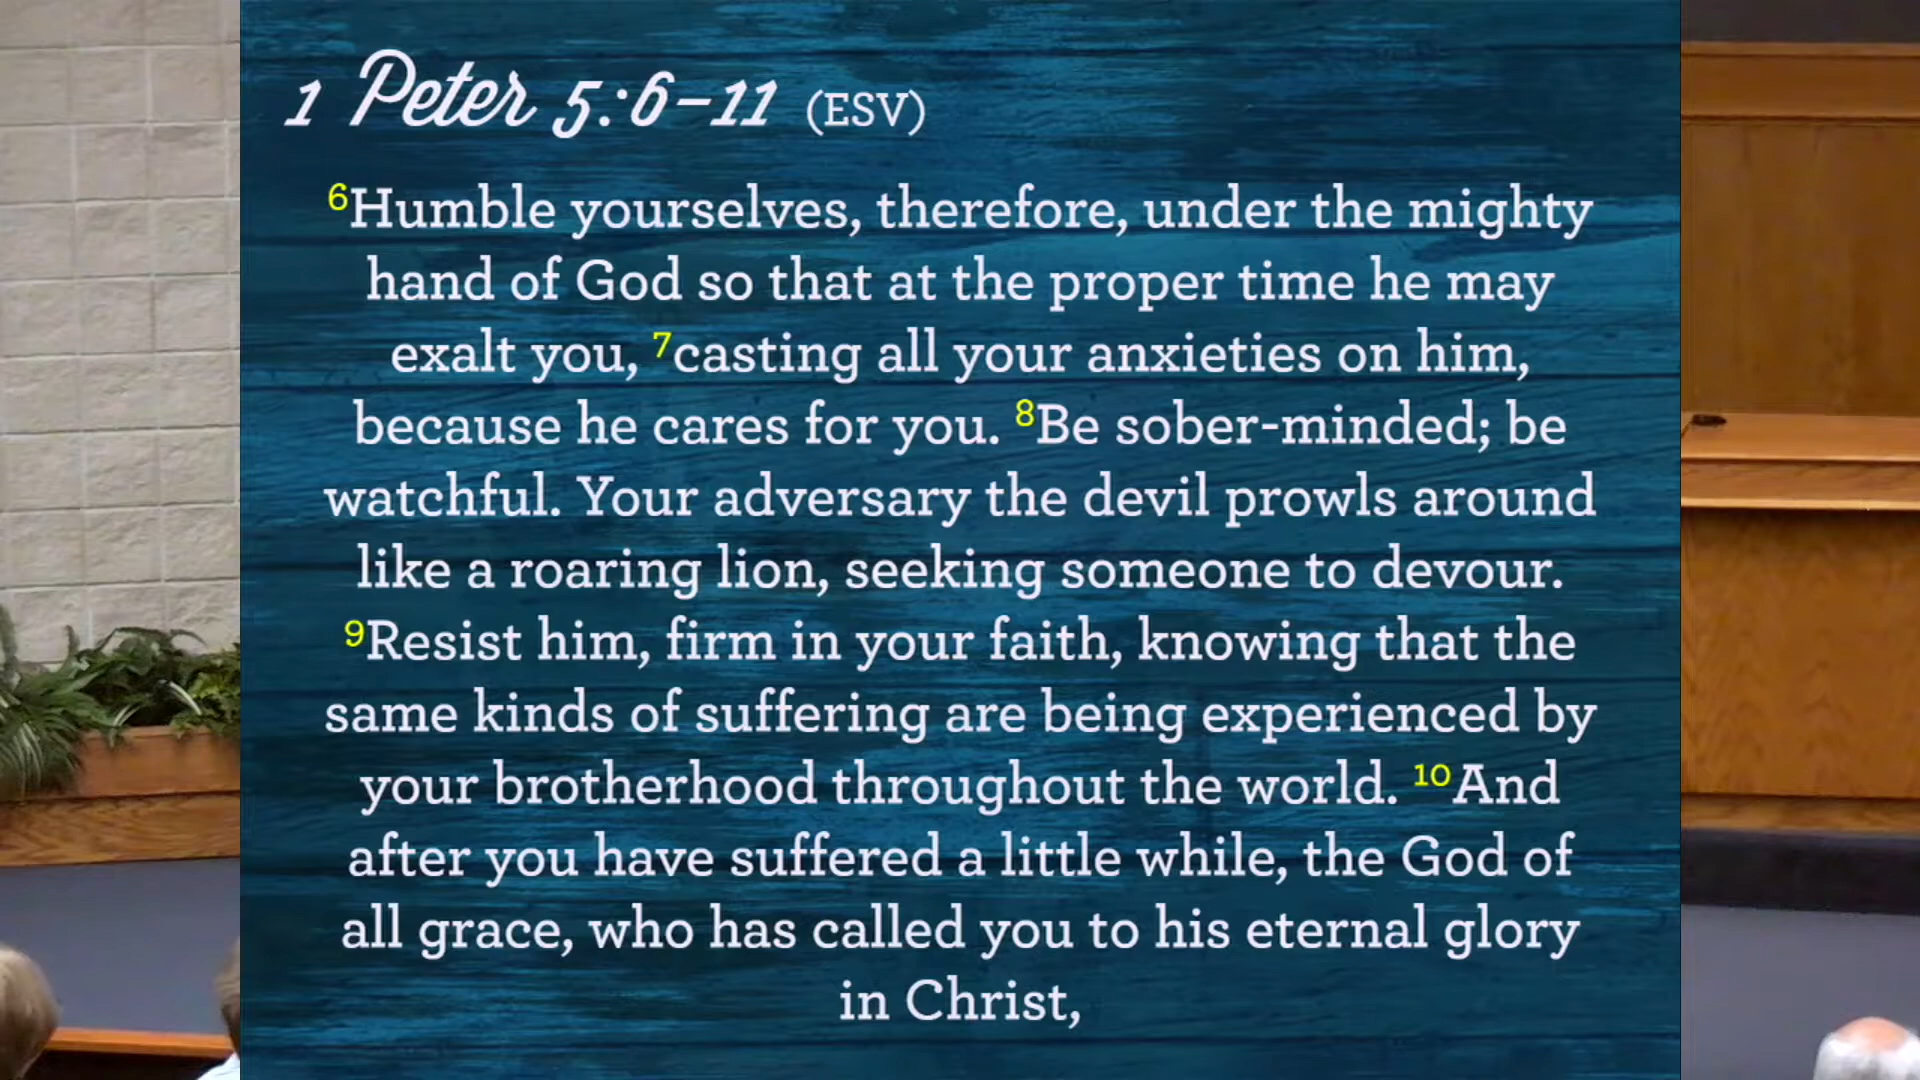 1 Peter 5:6-11 (ESV)
6Humble yourselves, therefore, under the mighty
hand of God so that at the proper time he may
exalt you, 7casting all your anxieties on him,
because he cares for you. 8Be sober-minded; be
watchful. Your adversary the devil prowls around
like a roaring lion, seeking someone to devour.
9Resist him, firm in your faith, knowing that the
same kinds of suffering are being experienced by
your brotherhood throughout the world. 10And
after you have suffered a little while, the God of
all grace, who has called you to his eternal glory
in Christ,